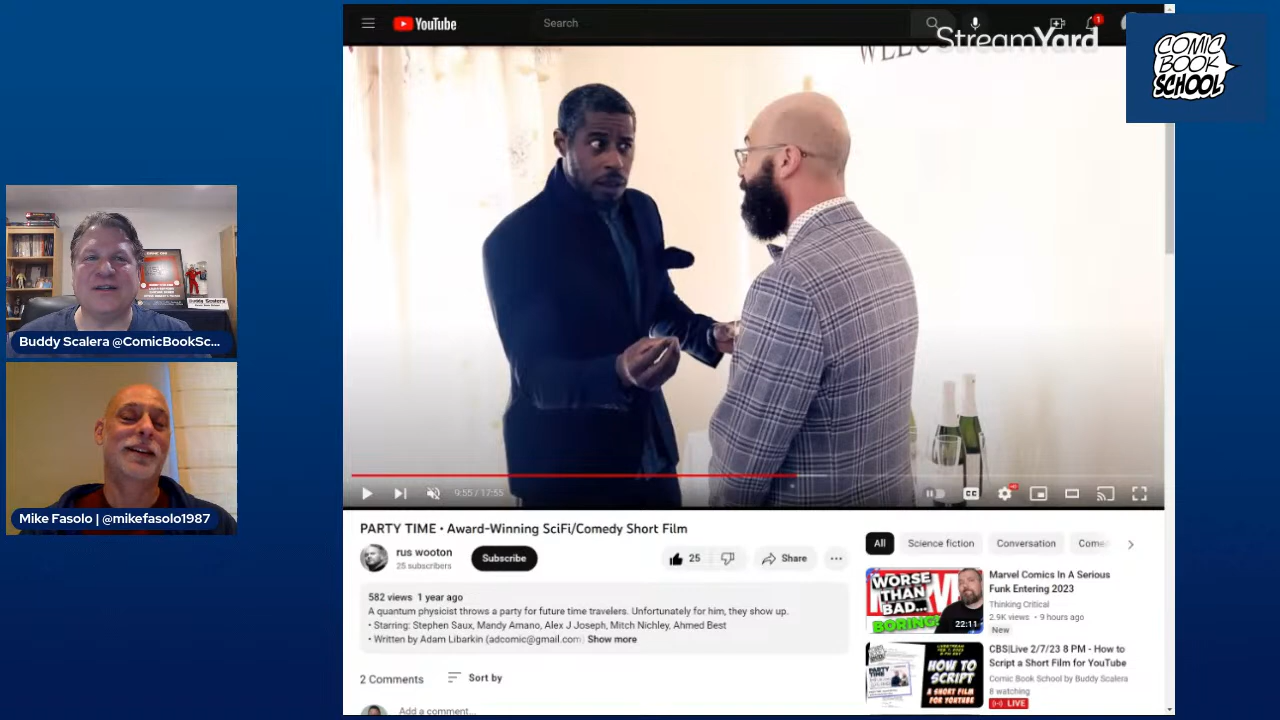 YouTube
Search
1
StreamYard
COMIC
BOOK
SCHOOL
Buddy Scalera @ComicBookSc...
Mike Fasolo | @mikefasolo1987
9:55 / 17:55
CC
HD
PARTY TIME • Award-Winning SciFi/Comedy Short Film
rus wooton
25 subscribers
Subscribe
25
Share
582 views 1 year ago
A quantum physicist throws a party for future time travelers. Unfortunately for him, they show up.
• Starring: Stephen Saux, Mandy Amano, Alex J Joseph, Mitch Nichley, Ahmed Best
• Written by Adam Libarkin (adcomic@gmail.com) Show more
2 Comments
Sort by
Add a comment...
All
Science fiction
Conversation
WORSE
THAN
BAD...
BORING!
22:11
Marvel Comics In A Serious
Funk Entering 2023
Thinking Critical
2.9K views • 9 hours ago
New
PARTY
TIME
HOW TO
SCRIPT
A SHORT FILM
FOR YOUTUBE
CBS|Live 2/7/23 8 PM - How to
Script a Short Film for YouTube
Comic Book School by Buddy Scalera
8 watching
LIVE